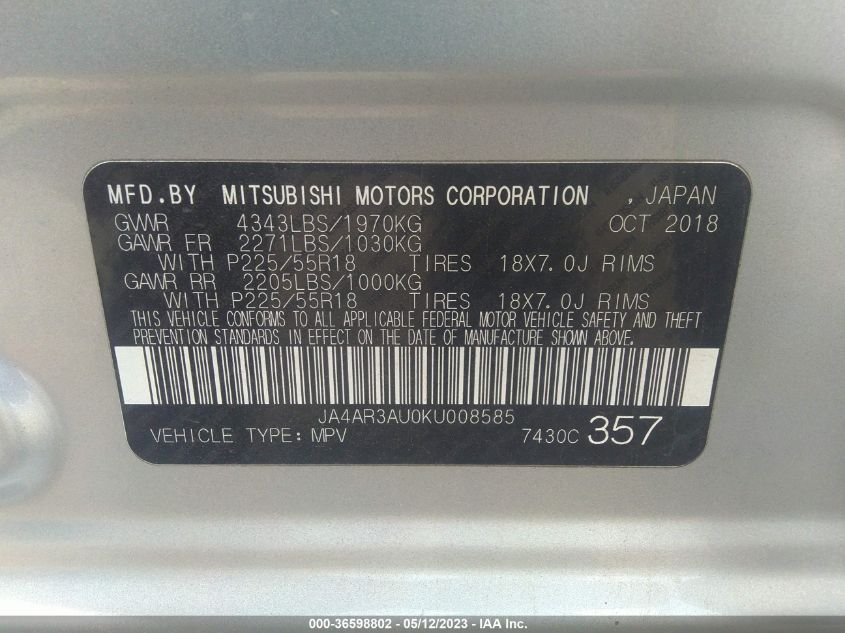 MFD.BY MITSUBISHI MOTORS CORPORATION , JAPAN
GVWR 4343LBS/1970KG OCT 2018
GAWR FR 2271LBS/1030KG
WITH P225/55R18 TIRES 18X7.0J RIMS
GAWR RR 2205LBS/1000KG
WITH P225/55R18 TIRES 18X7.0J RIMS
THIS VEHICLE CONFORMS TO ALL APPLICABLE FEDERAL MOTOR VEHICLE SAFETY AND THEFT
PREVENTION STANDARDS IN EFFECT ON THE DATE OF MANUFACTURE SHOWN ABOVE.
JA4AR3AU0KU008585
VEHICLE TYPE: MPV 7430C 357
000-36598802 - 05/12/2023 - IAA Inc.